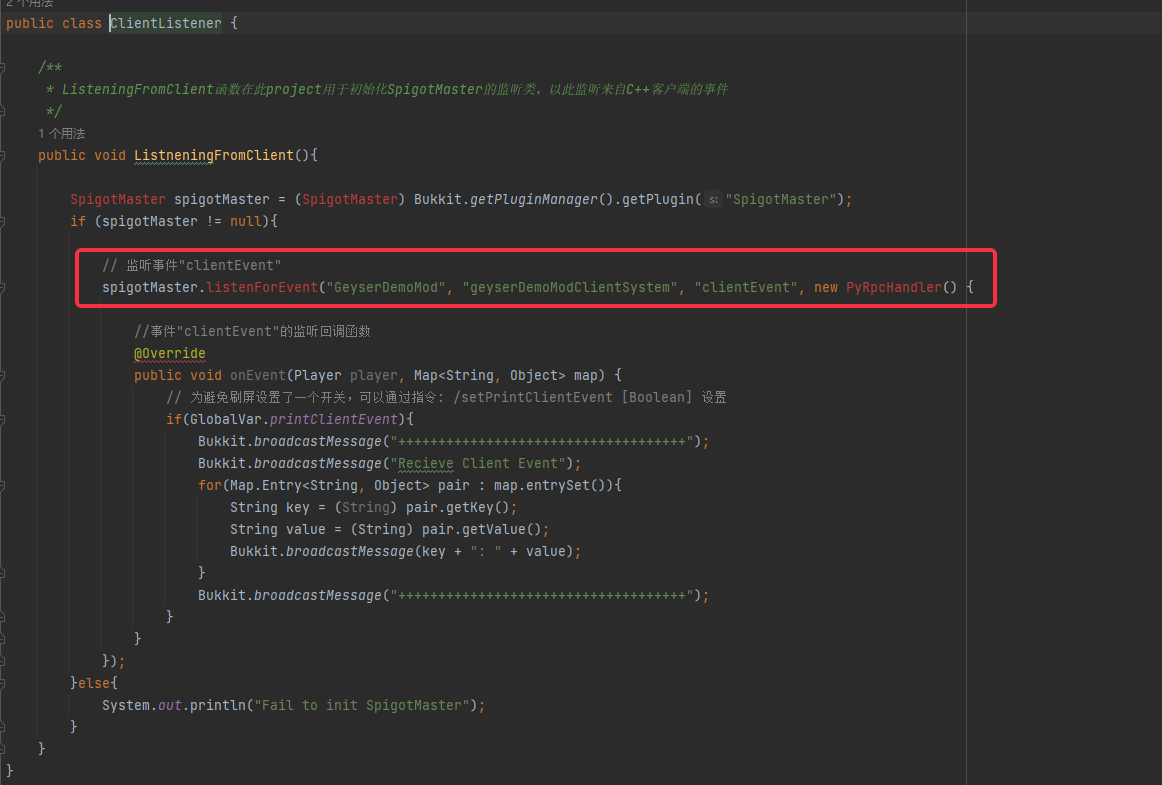 2 个用法
public class ClientListener {
/**
* ListeningFromClient函数在此project用于初始化SpigotMaster的监听类，以此监听来自C++客户端的事件
*/
1 个用法
public void ListneningFromClient(){
SpigotMaster spigotMaster = (SpigotMaster) Bukkit.getPluginManager().getPlugin( s: "SpigotMaster");
if (spigotMaster != null){
// 监听事件"clientEvent"
spigotMaster.listenForEvent("GeyserDemoMod", "geyserDemoModClientSystem", "clientEvent", new PyRpcHandler() {
//事件"clientEvent"的监听回调函数
@Override
public void onEvent(Player player, Map<String, Object> map) {
// 为避免刷屏设置了一个开关，可以通过指令: /setPrintClientEvent [Boolean] 设置
if(GlobalVar.printClientEvent){
Bukkit.broadcastMessage("++++++++++++++++++++++++++++++++++++");
Bukkit.broadcastMessage("Recieve Client Event");
for(Map.Entry<String, Object> pair : map.entrySet()){
String key = (String) pair.getKey();
String value = (String) pair.getValue();
Bukkit.broadcastMessage(key + ": " + value);
}
Bukkit.broadcastMessage("++++++++++++++++++++++++++++++++++++");
}
}
});
}else{
System.out.println("Fail to init SpigotMaster");
}
}
}